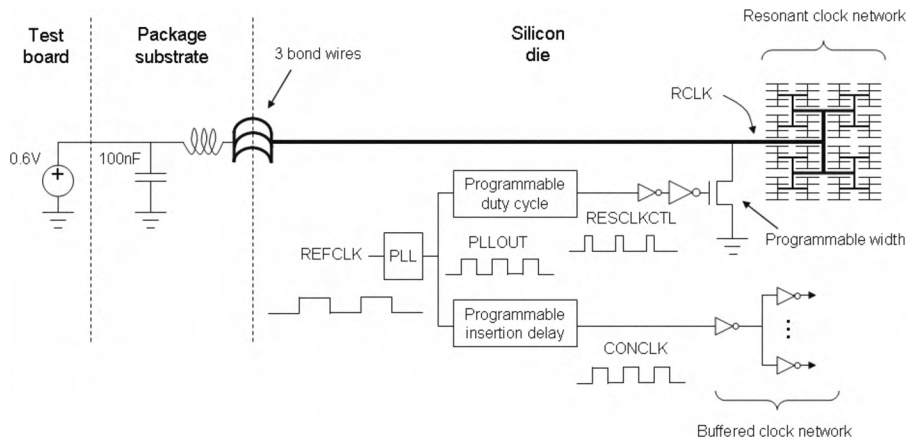 Resonant clock network
Test
board
Package
substrate
Silicon
die
3 bond wires
RCLK
0.6V
100nF
Programmable
duty cycle
RESCLKCTL
Programmable width
REFCLK
PLL
PLLOUT
Programmable
insertion delay
CONCLK
Buffered clock network